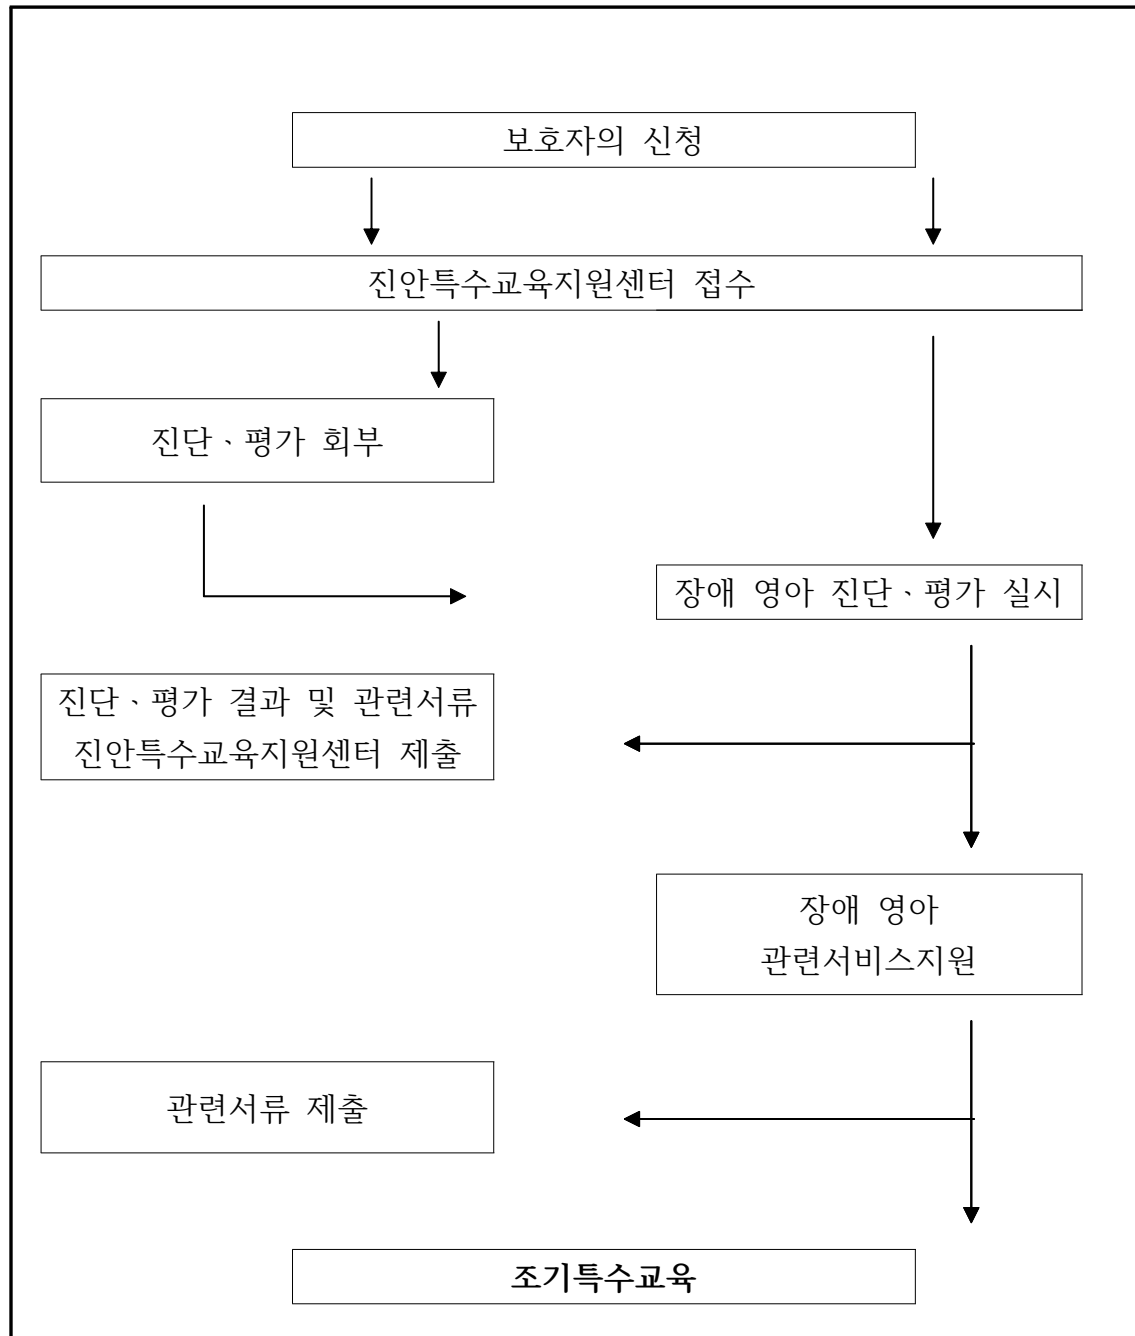 보호자의 신청
진안특수교육지원센터 접수
진단ㆍ평가 회부
장애 영아 진단ㆍ평가 실시
진단ㆍ평가 결과 및 관련서류
진안특수교육지원센터 제출
장애 영아
관련서비스지원
관련서류 제출
조기특수교육